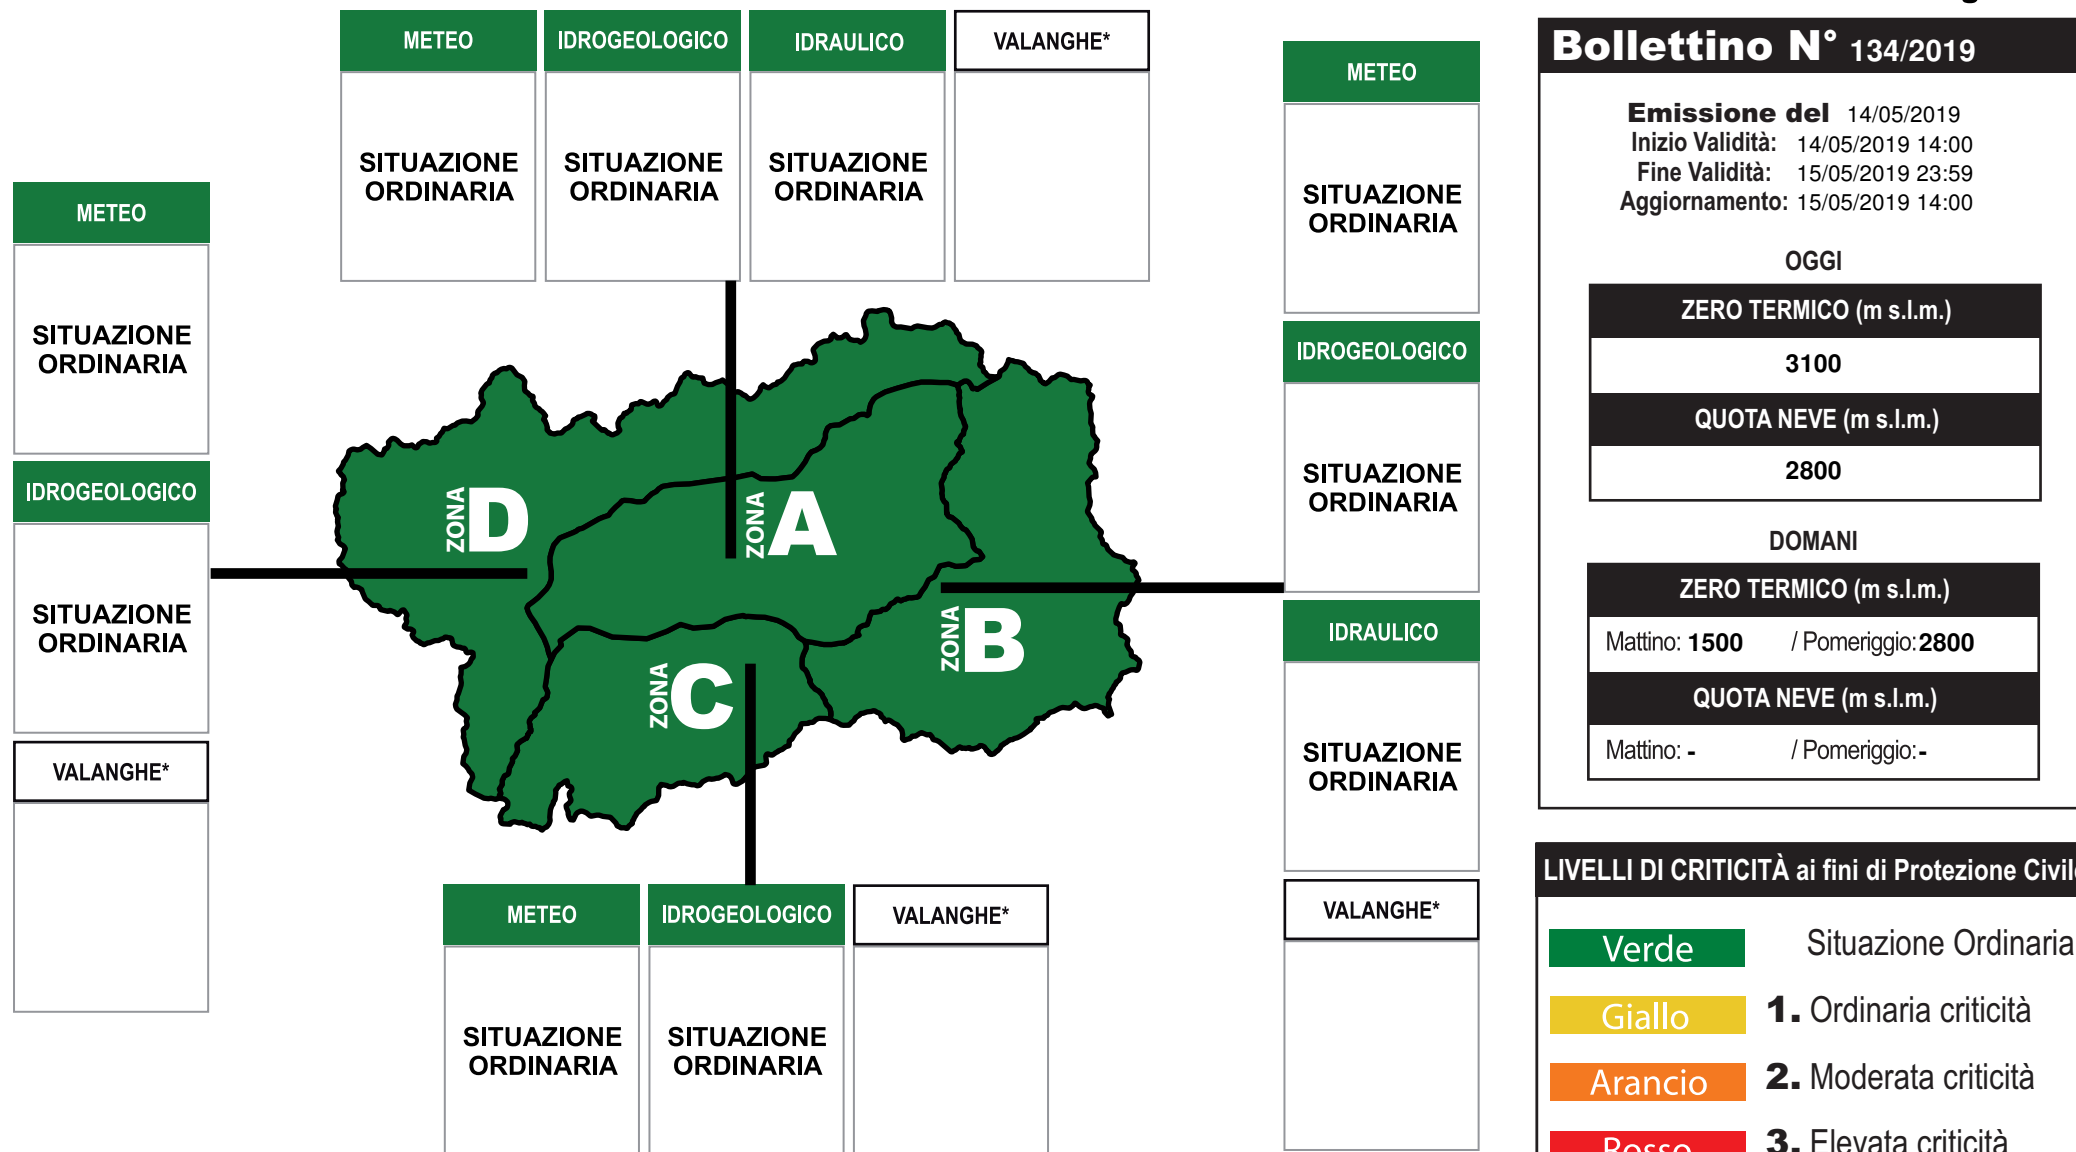 METEO
IDROGEOLOGICO
IDRAULICO
VALANGHE*
SITUAZIONE
ORDINARIA
SITUAZIONE
ORDINARIA
SITUAZIONE
ORDINARIA
METEO
SITUAZIONE
ORDINARIA
IDROGEOLOGICO
SITUAZIONE
ORDINARIA
VALANGHE*
ZONA D
ZONA A
ZONA B
ZONA C
METEO
SITUAZIONE
ORDINARIA
IDROGEOLOGICO
SITUAZIONE
ORDINARIA
IDRAULICO
SITUAZIONE
ORDINARIA
VALANGHE*
METEO
IDROGEOLOGICO
VALANGHE*
SITUAZIONE
ORDINARIA
SITUAZIONE
ORDINARIA
Bollettino N° 134/2019
Emissione del 14/05/2019
Inizio Validità: 14/05/2019 14:00
Fine Validità: 15/05/2019 23:59
Aggiornamento: 15/05/2019 14:00
OGGI
ZERO TERMICO (m s.l.m.)
3100
QUOTA NEVE (m s.l.m.)
2800
DOMANI
ZERO TERMICO (m s.l.m.)
Mattino: 1500 / Pomeriggio: 2800
QUOTA NEVE (m s.l.m.)
Mattino: - / Pomeriggio: -
LIVELLI DI CRITICITÀ ai fini di Protezione Civile
Verde Situazione Ordinaria
Giallo 1. Ordinaria criticità
Arancio 2. Moderata criticità
Rosso 3. Elevata criticità